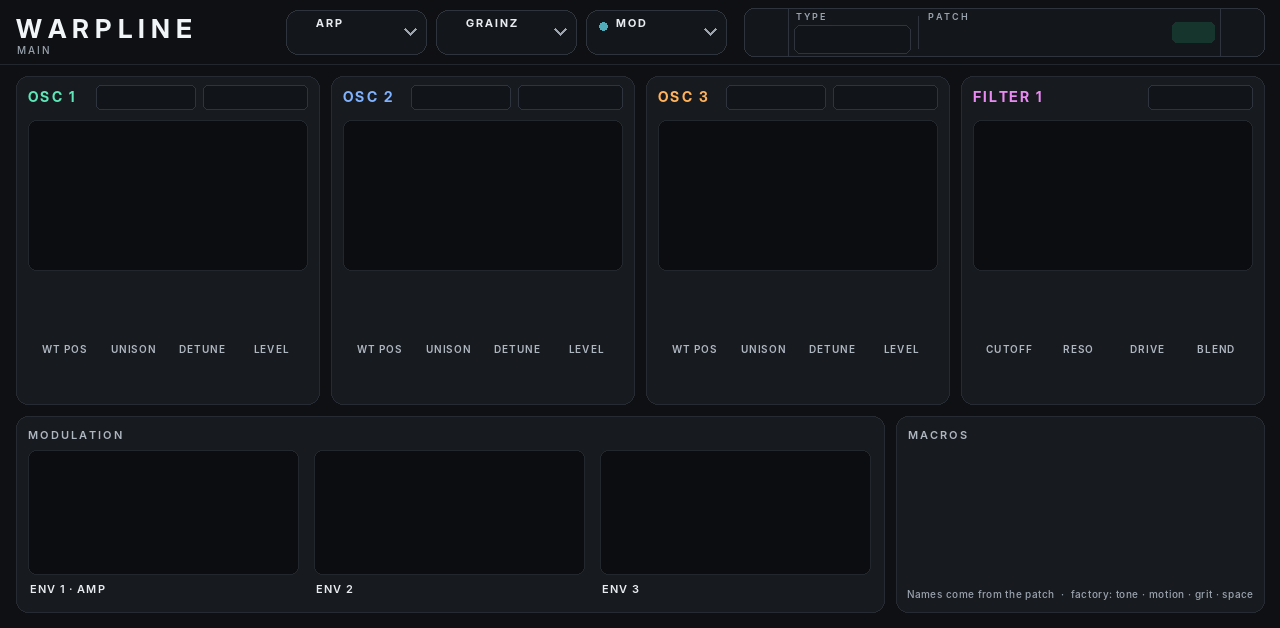 WARPLINE
MAIN
ARP
GRAINZ
MOD
TYPE
PATCH
OSC 1
OSC 2
OSC 3
FILTER 1
WT POS UNISON DETUNE LEVEL
WT POS UNISON DETUNE LEVEL
WT POS UNISON DETUNE LEVEL
CUTOFF RESO DRIVE BLEND
MODULATION
ENV 1 · AMP
ENV 2
ENV 3
MACROS
Names come from the patch · factory: tone · motion · grit · space